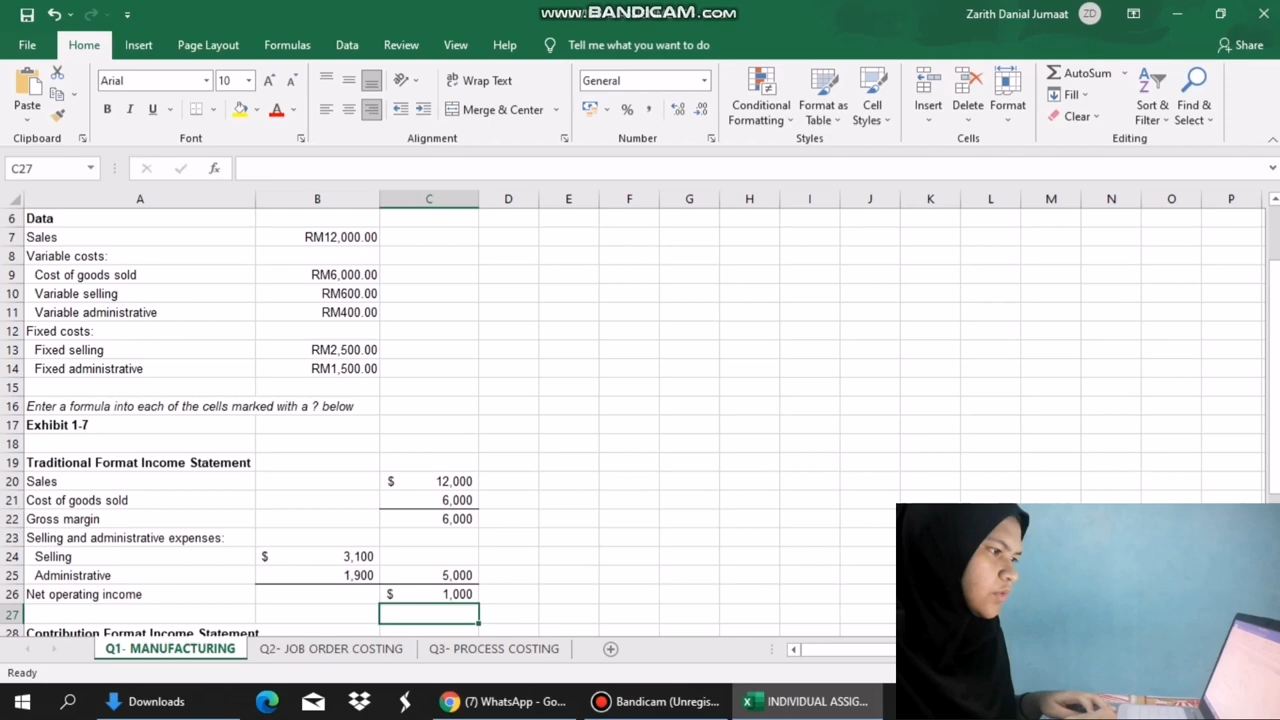 www.BANDICAM.com
Zarith Danial Jumaat ZD
File Home Insert Page Layout Formulas Data Review View Help Tell me what you want to do Share
Paste Arial 10 Wrap Text General Conditional Formatting Format as Table Cell Styles Insert Delete Format AutoSum Sort & Filter Find & Select
B I U Merge & Center % , Fill
Clear
Clipboard Font Alignment Number Styles Cells Editing
C27 fx
A B C D E F G H I J K L M N O P
6 Data
7 Sales RM12,000.00
8 Variable costs:
9 Cost of goods sold RM6,000.00
10 Variable selling RM600.00
11 Variable administrative RM400.00
12 Fixed costs:
13 Fixed selling RM2,500.00
14 Fixed administrative RM1,500.00
15
16 Enter a formula into each of the cells marked with a ? below
17 Exhibit 1-7
18
19 Traditional Format Income Statement
20 Sales $ 12,000
21 Cost of goods sold 6,000
22 Gross margin 6,000
23 Selling and administrative expenses:
24 Selling $ 3,100
25 Administrative 1,900 5,000
26 Net operating income $ 1,000
27
28 Contribution Format Income Statement
Q1- MANUFACTURING Q2- JOB ORDER COSTING Q3- PROCESS COSTING
Ready
Downloads (7) WhatsApp - Go... Bandicam (Unregis... INDIVIDUAL ASSIG...